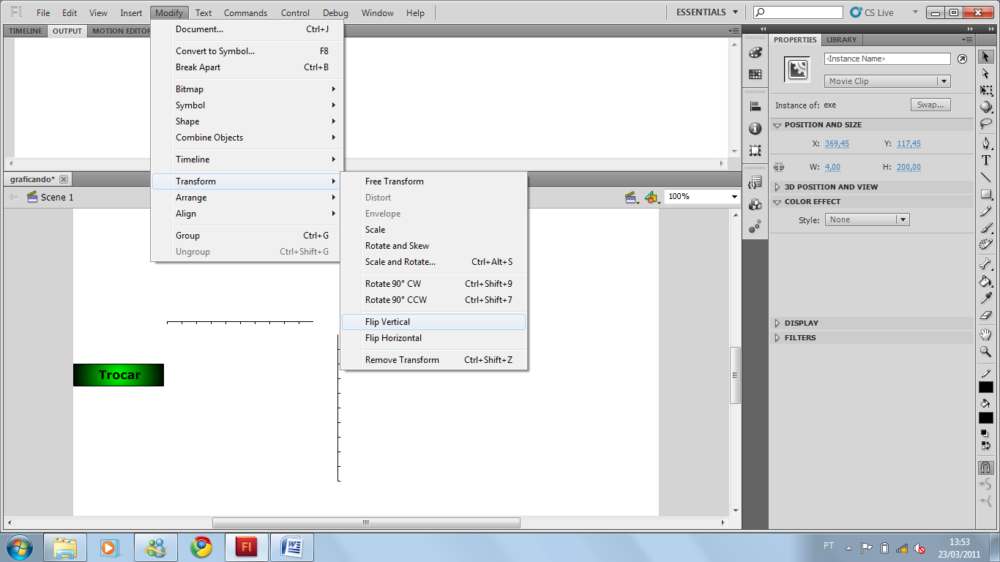 Fl File Edit View Insert Modify Text Commands Control Debug Window Help ESSENTIALS CS Live
TIMELINE OUTPUT MOTION EDITOR
Document... Ctrl+J
Convert to Symbol... F8
Break Apart Ctrl+B
Bitmap
Symbol
Shape
Combine Objects
Timeline
Transform
Arrange
Align
Group Ctrl+G
Ungroup Ctrl+Shift+G
Free Transform
Distort
Envelope
Scale
Rotate and Skew
Scale and Rotate... Ctrl+Alt+S
Rotate 90° CW Ctrl+Shift+9
Rotate 90° CCW Ctrl+Shift+7
Flip Vertical
Flip Horizontal
Remove Transform Ctrl+Shift+Z
graficando*
Scene 1
100%
Trocar
PROPERTIES LIBRARY
<Instance Name>
Movie Clip
Instance of: exe Swap...
POSITION AND SIZE
X: 369,45 Y: 117,45
W: 4,00 H: 200,00
3D POSITION AND VIEW
COLOR EFFECT
Style: None
DISPLAY
FILTERS
T
Fl
W
PT
13:53
23/03/2011